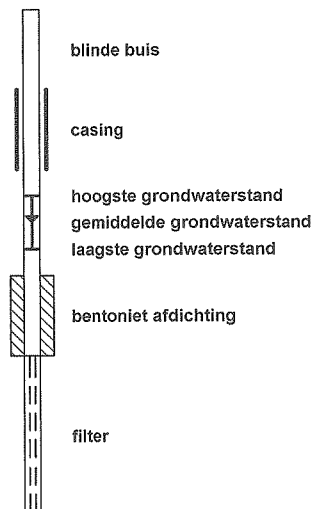 blinde buis
casing
hoogste grondwaterstand
gemiddelde grondwaterstand
laagste grondwaterstand
bentoniet afdichting
filter